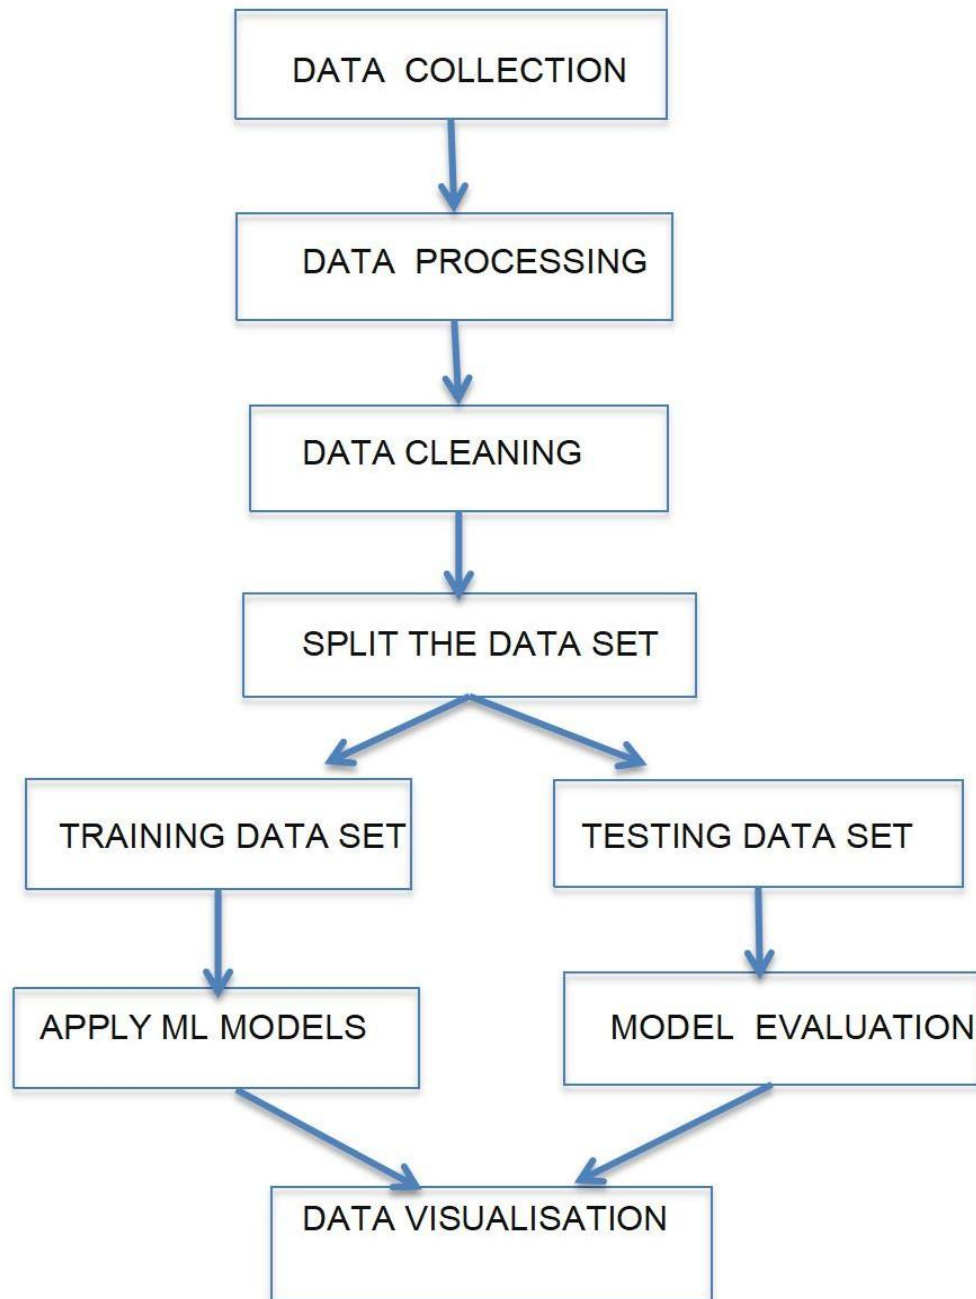 DATA COLLECTION
DATA PROCESSING
DATA CLEANING
SPLIT THE DATA SET
TRAINING DATA SET
TESTING DATA SET
APPLY ML MODELS
MODEL EVALUATION
DATA VISUALISATION